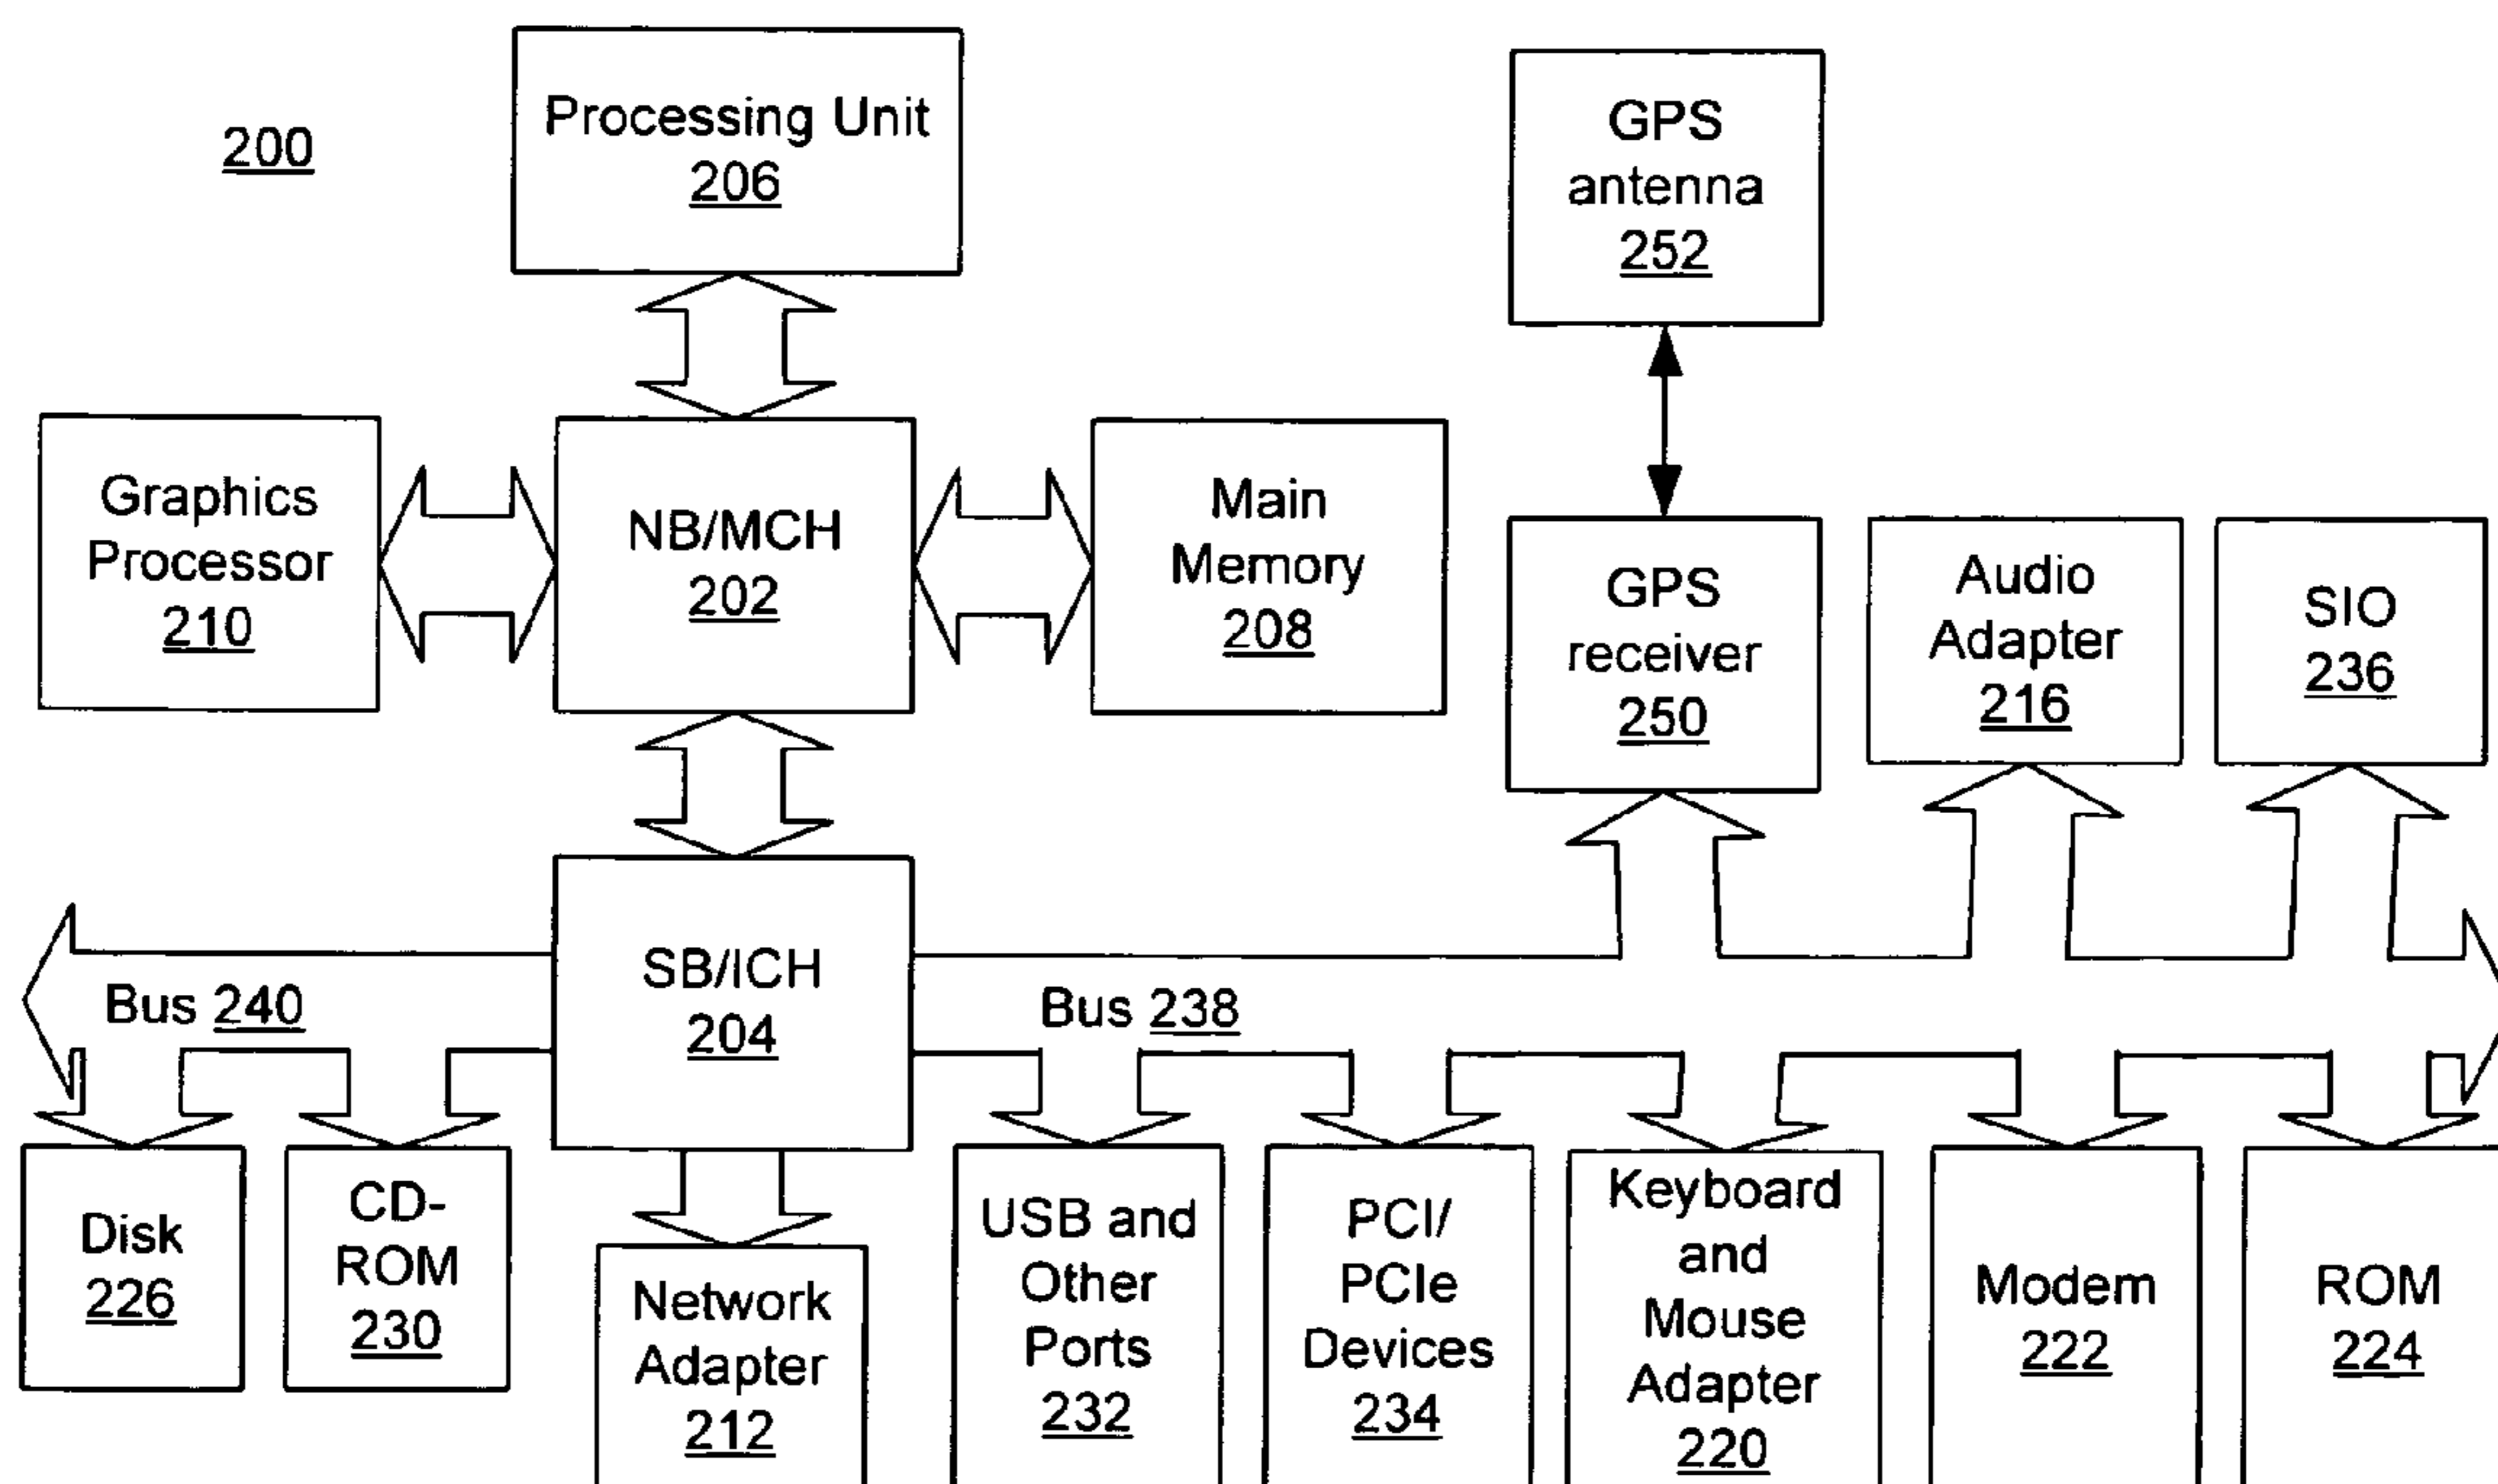 200
Processing Unit
206
GPS
antenna
252
Graphics
Processor
210
NB/MCH
202
Main
Memory
208
GPS
receiver
250
Audio
Adapter
216
SIO
236
Bus 240
SB/ICH
204
Bus 238
Disk
226
CD-
ROM
230
Network
Adapter
212
USB and
Other
Ports
232
PCI/
PCIe
Devices
234
Keyboard
and
Mouse
Adapter
220
Modem
222
ROM
224